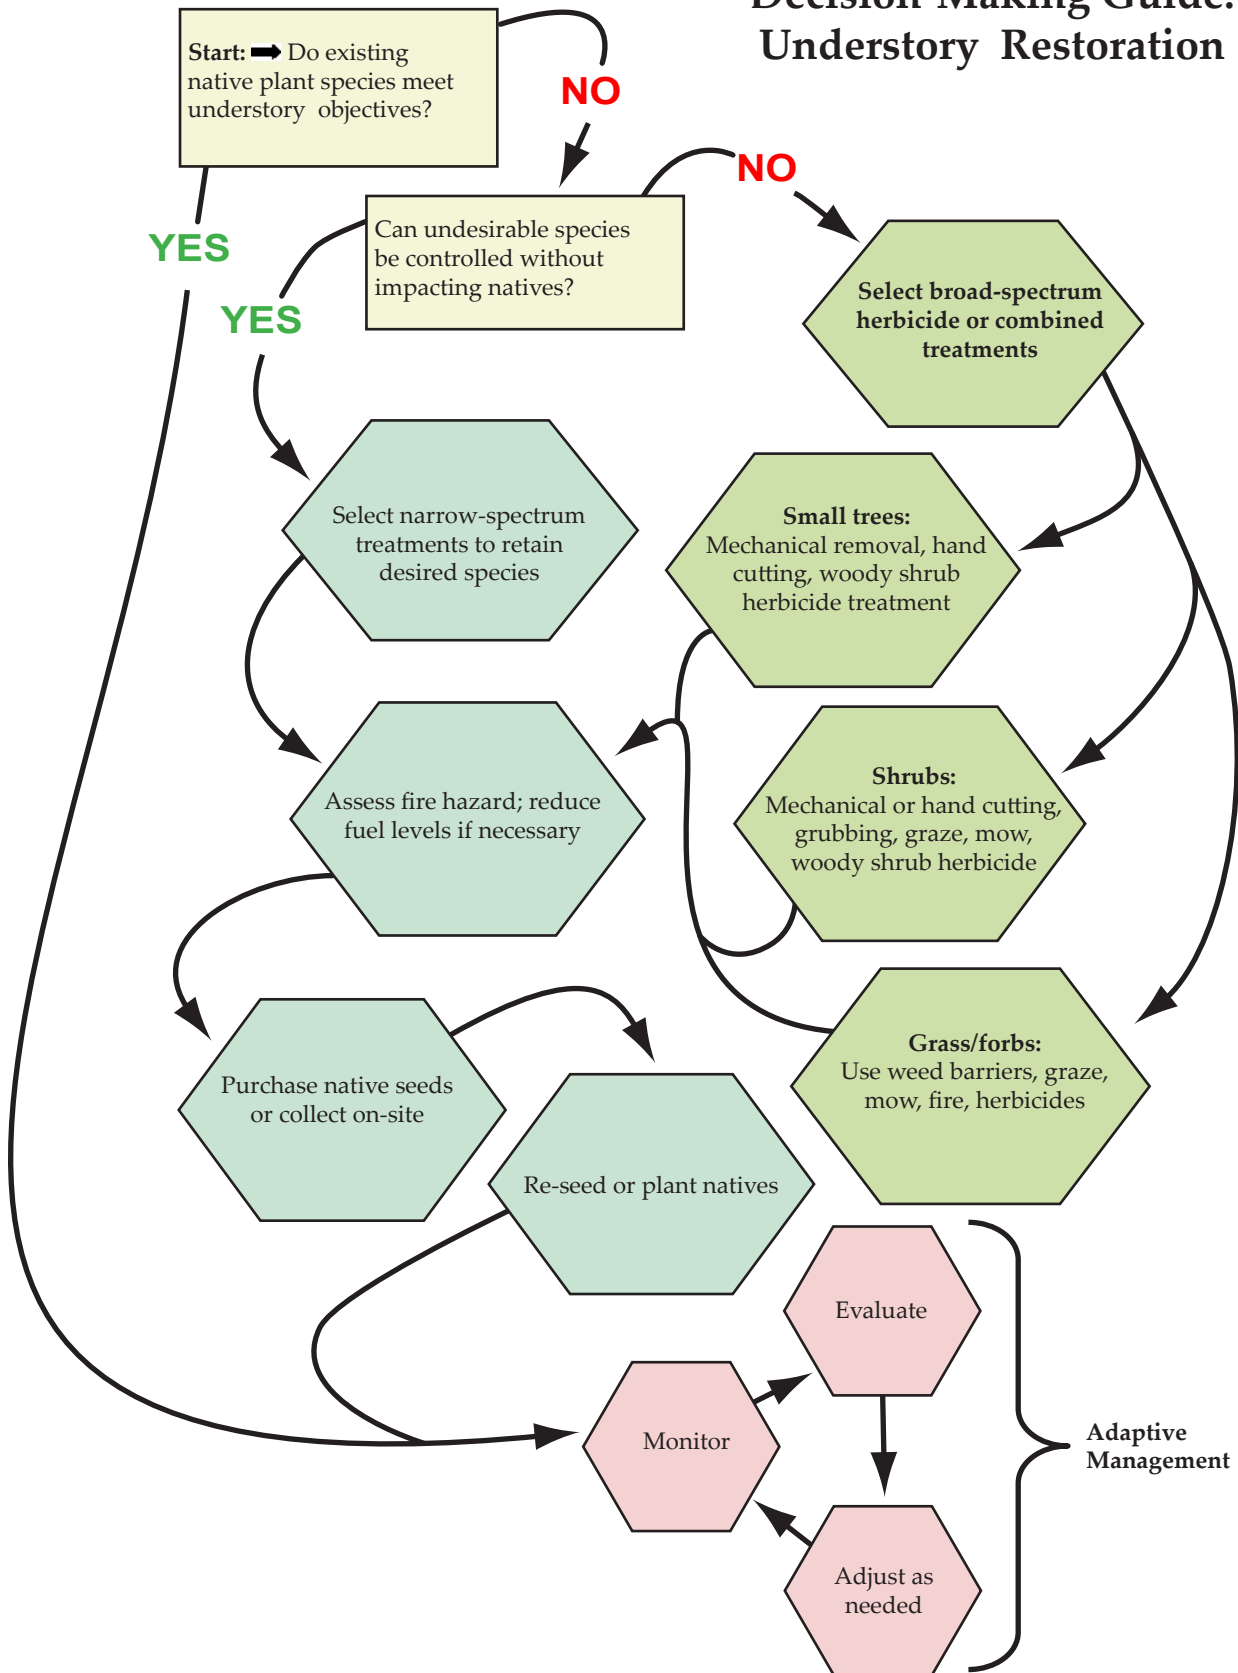 Decision-Making Guide:
Understory Restoration
Start: Do existing
native plant species meet
understory objectives?
NO
YES
Can undesirable species
be controlled without
impacting natives?
NO
YES
Select broad-spectrum
herbicide or combined
treatments
Select narrow-spectrum
treatments to retain
desired species
Small trees:
Mechanical removal, hand
cutting, woody shrub
herbicide treatment
Assess fire hazard; reduce
fuel levels if necessary
Shrubs:
Mechanical or hand cutting,
grubbing, graze, mow,
woody shrub herbicide
Purchase native seeds
or collect on-site
Grass/forbs:
Use weed barriers, graze,
mow, fire, herbicides
Re-seed or plant natives
Evaluate
Monitor
Adaptive
Management
Adjust as
needed